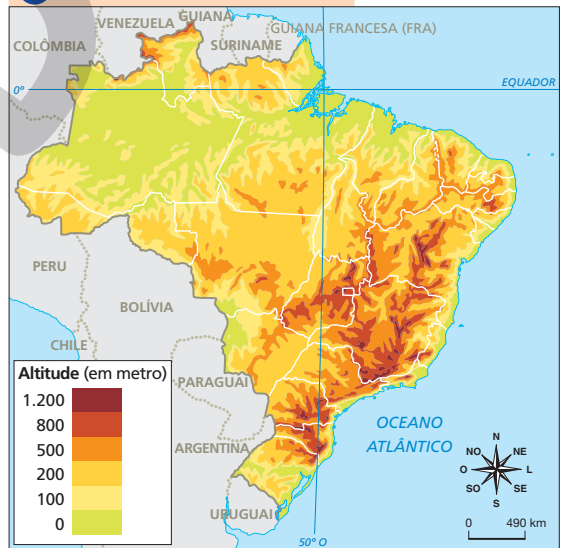 VENEZUELA
GUIANA
GUIANA FRANCESA (FRA)
COLÔMBIA
SURINAME
0°
EQUADOR
PERU
BOLÍVIA
CHILE
PARAGUAI
ARGENTINA
URUGUAI
OCEANO
ATLÂNTICO
50° O
Altitude (em metro)
1.200
800
500
200
100
0
N
NO
NE
O
L
SO
SE
S
0 490 km